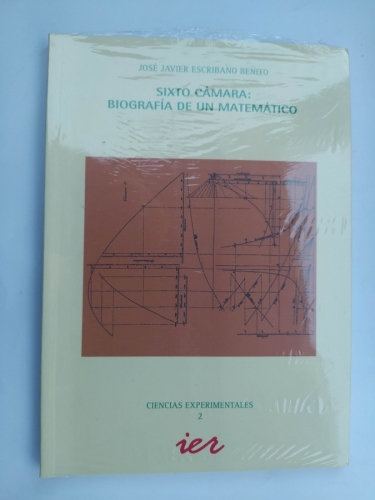 JOSÉ JAVIER ESCRIBANO BENITO
SIXTO CÁMARA:
BIOGRAFÍA DE UN MATEMÁTICO
CIENCIAS EXPERIMENTALES
2
ier